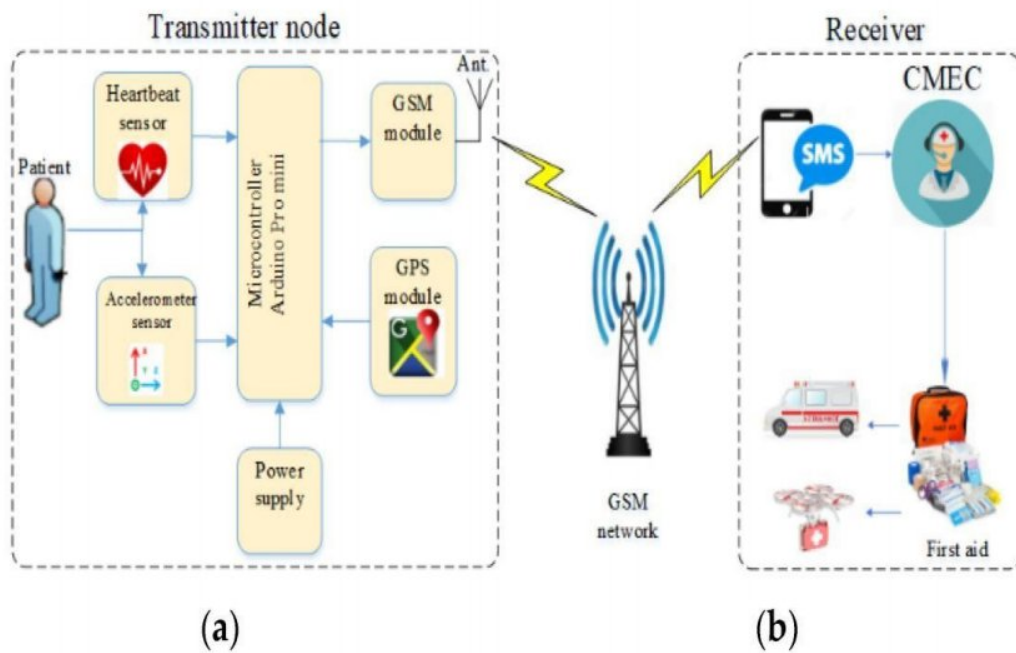 Transmitter node
Ant.
Heartbeat
sensor
GSM
module
Patient
Microcontroller
Arduino Pro mini
Accelerometer
sensor
X
Y
Z
GPS
module
G
Power
supply
GSM
network
Receiver
CMEC
SMS
First aid
(a)
(b)